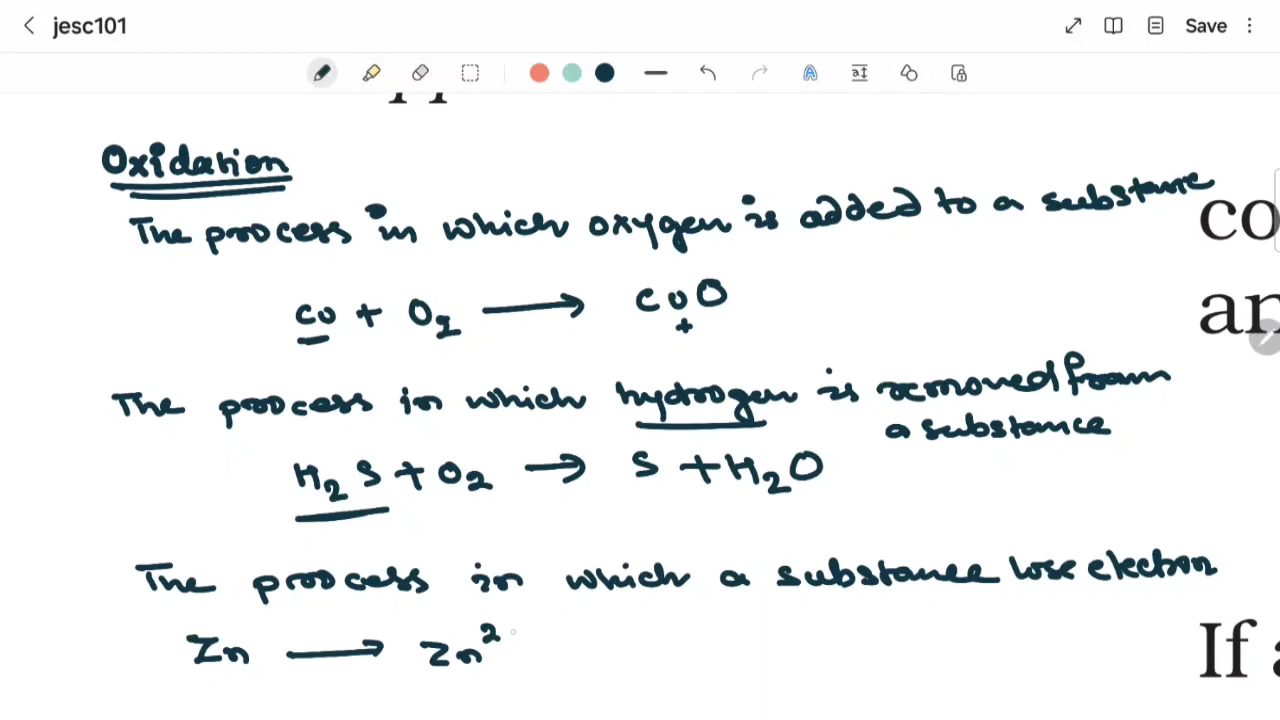 jesc101
Save
Oxidation
The process in which oxygen is added to a substance
co
Cu + O2 → CuO
+
an
The process in which hydrogen is removed from
a substance
H2S + O2 → S + H2O
The process in which a substance lose electron
Zn → Zn2
If a